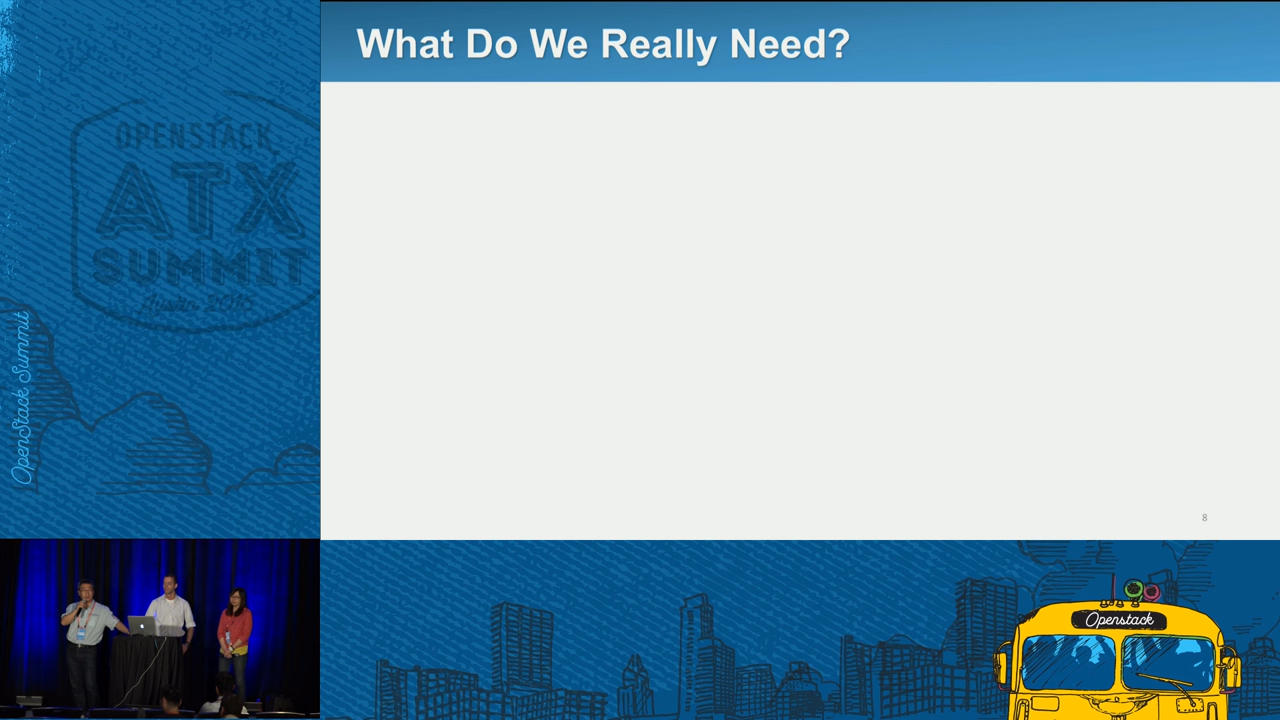 What Do We Really Need?
OPENSTACK
ATX
SUMMIT
Austin 2016
OpenStack Summit
8
Openstack